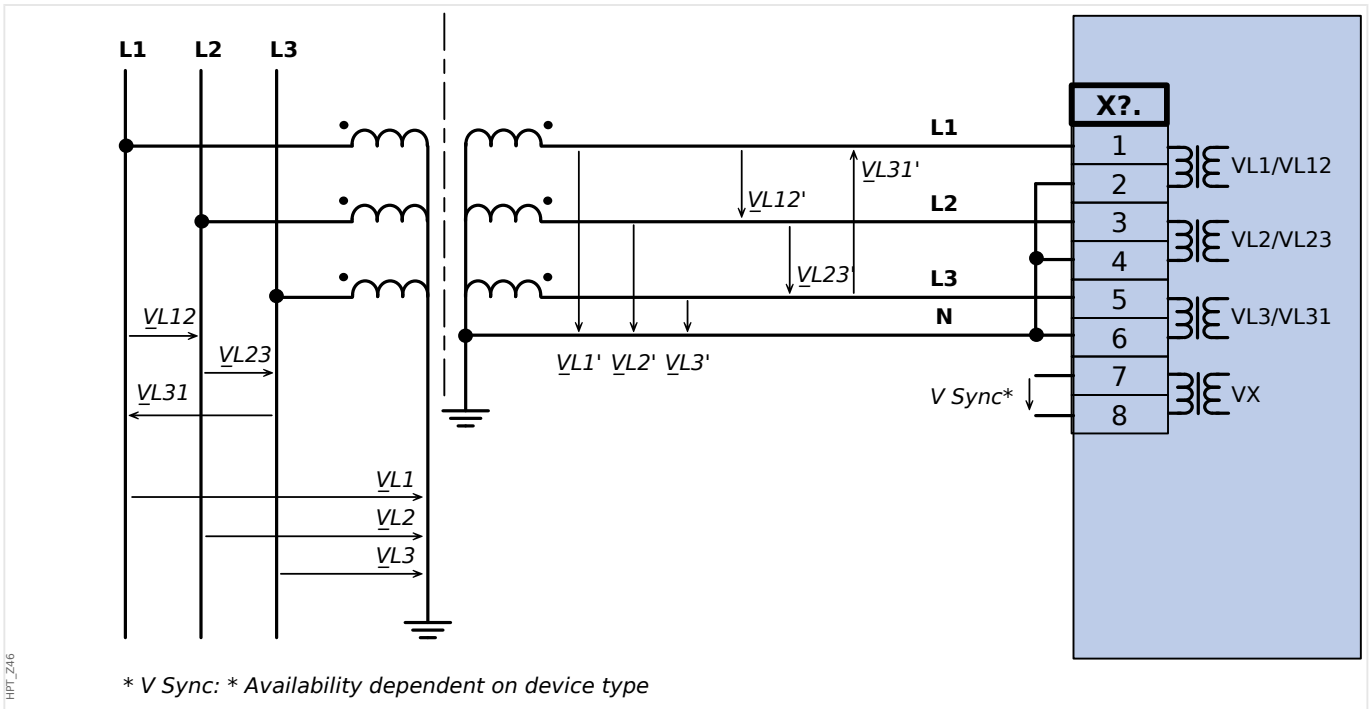 L1 L2 L3
X?.
L1
1
VL31'
VL1/VL12
2
VL12'
L2
3
VL2/VL23
4
VL23'
L3
5
VL12
N
VL3/VL31
6
VL23
VL1' VL2' VL3'
7
VL31
V Sync*
VX
8
VL1
VL2
VL3
HPT_Z46
* V Sync: * Availability dependent on device type